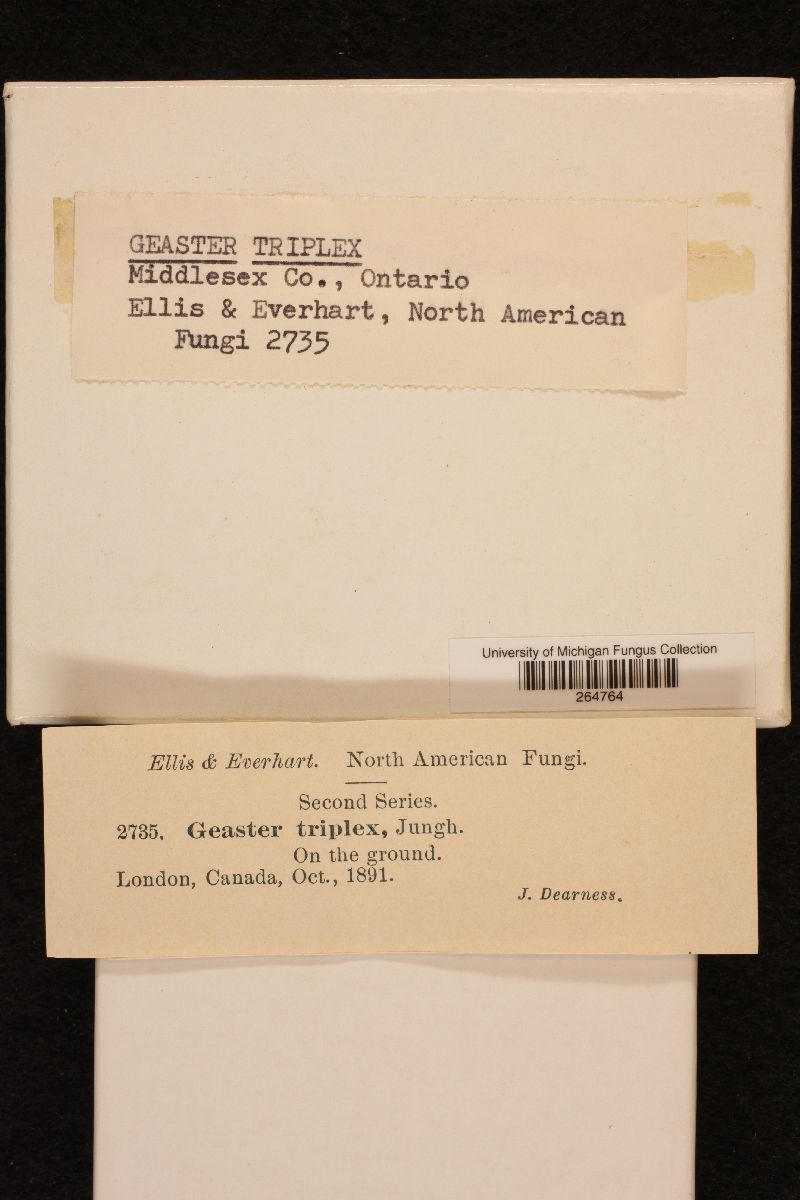 GEASTER TRIPLEX
Middlesex Co., Ontario
Ellis & Everhart, North American
Fungi 2735
University of Michigan Fungus Collection
264764
Ellis & Everhart. North American Fungi.
Second Series.
2735. Geaster triplex, Jungh.
On the ground.
London, Canada, Oct., 1891.
J. Dearness.